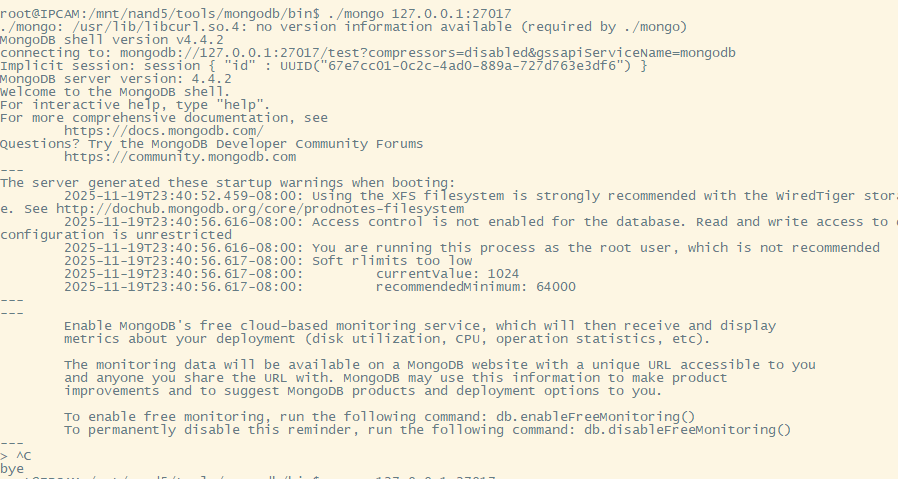 root@IPCAM:/mnt/nand5/tools/mongodb/bin$ ./mongo 127.0.0.1:27017
./mongo: /usr/lib/libcurl.so.4: no version information available (required by ./mongo)
MongoDB shell version v4.4.2
connecting to: mongodb://127.0.0.1:27017/test?compressors=disabled&gssapiServiceName=mongodb
Implicit session: session { "id" : UUID("67e7cc01-0c2c-4ad0-889a-727d763e3df6") }
MongoDB server version: 4.4.2
Welcome to the MongoDB shell.
For interactive help, type "help".
For more comprehensive documentation, see
        https://docs.mongodb.com/
Questions? Try the MongoDB Developer Community Forums
        https://community.mongodb.com
---
The server generated these startup warnings when booting:
        2025-11-19T23:40:52.459-08:00: Using the XFS filesystem is strongly recommended with the WiredTiger stora
e. See http://dochub.mongodb.org/core/prodnotes-filesystem
        2025-11-19T23:40:56.616-08:00: Access control is not enabled for the database. Read and write access to
configuration is unrestricted
        2025-11-19T23:40:56.616-08:00: You are running this process as the root user, which is not recommended
        2025-11-19T23:40:56.617-08:00: Soft rlimits too low
        2025-11-19T23:40:56.617-08:00:         currentValue: 1024
        2025-11-19T23:40:56.617-08:00:         recommendedMinimum: 64000
---
---
        Enable MongoDB's free cloud-based monitoring service, which will then receive and display
        metrics about your deployment (disk utilization, CPU, operation statistics, etc).

        The monitoring data will be available on a MongoDB website with a unique URL accessible to you
        and anyone you share the URL with. MongoDB may use this information to make product
        improvements and to suggest MongoDB products and deployment options to you.

        To enable free monitoring, run the following command: db.enableFreeMonitoring()
        To permanently disable this reminder, run the following command: db.disableFreeMonitoring()
---
> ^C
bye